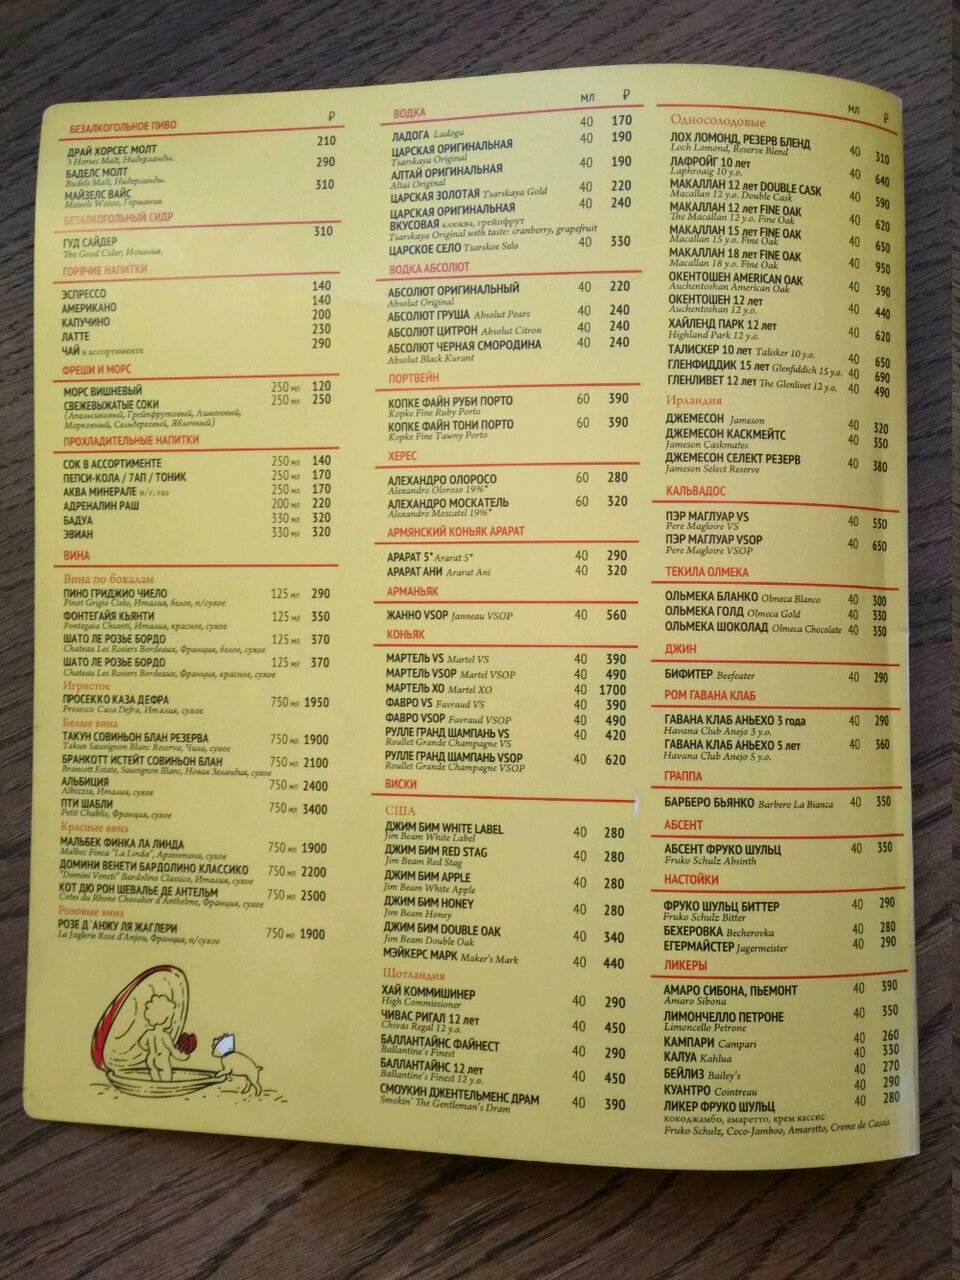 ₽
БЕЗАЛКОГОЛЬНОЕ ПИВО
ДРАЙ ХОРСЕС МОЛТ 210
3 Horses Malt, Нидерланды.
БАДЕЛС МОЛТ 290
Budels Malt, Нидерланды.
МАЙЗЕЛС ВАЙС 310
Maisels Weisse, Германия.
БЕЗАЛКОГОЛЬНЫЙ СИДР
ГУД САЙДЕР 310
The Good Cider, Испания.
ГОРЯЧИЕ НАПИТКИ
ЭСПРЕССО 140
АМЕРИКАНО 140
КАПУЧИНО 200
ЛАТТЕ 230
ЧАЙ в ассортименте 290
ФРЕШИ И МОРС
МОРС ВИШНЕВЫЙ 250 мл 120
СВЕЖЕВЫЖАТЫЕ СОКИ 250 мл 250
(Апельсиновый, Грейпфрутовый, Лимонный,
Морковный, Сельдереевый, Яблочный)
ПРОХЛАДИТЕЛЬНЫЕ НАПИТКИ
СОК В АССОРТИМЕНТЕ 250 мл 140
ПЕПСИ-КОЛА / 7АП / ТОНИК 250 мл 170
АКВА МИНЕРАЛЕ н/г, газ 250 мл 170
АДРЕНАЛИН РАШ 200 мл 220
БАДУА 330 мл 320
ЭВИАН 330 мл 320
ВИНА
Вина по бокалам
ПИНО ГРИДЖИО ЧИЕЛО 125 мл 290
Pinot Grigio Cielo, Италия, белое, п/сухое
ФОНТЕГАЙЯ КЬЯНТИ 125 мл 350
Fontegaia Chianti, Италия, красное, сухое
ШАТО ЛЕ РОЗЬЕ БОРДО 125 мл 370
Chateau Les Rosiers Bordeaux, Франция, белое, сухое
ШАТО ЛЕ РОЗЬЕ БОРДО 125 мл 370
Chateau Les Rosiers Bordeaux, Франция, красное, сухое
Игристое
ПРОСЕККО КАЗА ДЕФРА 750 мл 1950
Prosecco Casa Defra, Италия, сухое
Белые вина
ТАКУН СОВИНЬОН БЛАН РЕЗЕРВА 750 мл 1900
Takun Sauvignon Blanc Reserva, Чили, сухое
БРАНКОТТ ИСТЕЙТ СОВИНЬОН БЛАН 750 мл 2100
Brancott Estate, Sauvignon Blanc, Новая Зеландия, сухое
АЛЬБИЦИЯ 750 мл 2400
Albizzia, Италия, сухое
ПТИ ШАБЛИ 750 мл 3400
Petit Chablis, Франция, сухое
Красные вина
МАЛЬБЕК ФИНКА ЛА ЛИНДА 750 мл 1900
Malbec Finca "La Linda", Аргентина, сухое
ДОМИНИ ВЕНЕТИ БАРДОЛИНО КЛАССИКО 750 мл 2200
"Domini Veneti" Bardolino Classico, Италия, сухое
КОТ ДЮ РОН ШЕВАЛЬЕ ДЕ АНТЕЛЬМ 750 мл 2500
Cotes du Rhone Chevalier d'Anthelme, Франция, сухое
Розовые вина
РОЗЕ Д`АНЖУ ЛЯ ЖАГЛЕРИ 750 мл 1900
La Jaglerie Rose d'Anjou, Франция, п/сухое
мл ₽
ВОДКА
ЛАДОГА Ladoga 40 170
ЦАРСКАЯ ОРИГИНАЛЬНАЯ 40 190
Tsarskaya Original
АЛТАЙ ОРИГИНАЛЬНАЯ 40 190
Altai Original
ЦАРСКАЯ ЗОЛОТАЯ Tsarskaya Gold 40 220
ЦАРСКАЯ ОРИГИНАЛЬНАЯ 40 240
ВКУСОВАЯ клюква, грейпфрут
Tsarskaya Original with taste: cranberry, grapefruit
ЦАРСКОЕ СЕЛО Tsarskoe Selo 40 330
ВОДКА АБСОЛЮТ
АБСОЛЮТ ОРИГИНАЛЬНЫЙ 40 220
Absolut Original
АБСОЛЮТ ГРУША Absolut Pears 40 240
АБСОЛЮТ ЦИТРОН Absolut Citron 40 240
АБСОЛЮТ ЧЕРНАЯ СМОРОДИНА 40 240
Absolut Black Kurant
ПОРТВЕЙН
КОПКЕ ФАЙН РУБИ ПОРТО 60 390
Kopke Fine Ruby Porto
КОПКЕ ФАЙН ТОНИ ПОРТО 60 390
Kopke Fine Tawny Porto
ХЕРЕС
АЛЕХАНДРО ОЛОРОСО 60 280
Alexandro Oloroso 19%*
АЛЕХАНДРО МОСКАТЕЛЬ 60 320
Alexandro Moscatel 19%*
АРМЯНСКИЙ КОНЬЯК АРАРАТ
АРАРАТ 5* Ararat 5* 40 290
АРАРАТ АНИ Ararat Ani 40 320
АРМАНЬЯК
ЖАННО VSOP Janneau VSOP 40 560
КОНЬЯК
МАРТЕЛЬ VS Martel VS 40 390
МАРТЕЛЬ VSOP Martel VSOP 40 490
МАРТЕЛЬ XO Martel XO 40 1700
ФАВРО VS Favraud VS 40 390
ФАВРО VSOP Favraud VSOP 40 490
РУЛЛЕ ГРАНД ШАМПАНЬ VS 40 420
Roullet Grande Champagne VS
РУЛЛЕ ГРАНД ШАМПАНЬ VSOP 40 620
Roullet Grande Champagne VSOP
ВИСКИ
США
ДЖИМ БИМ WHITE LABEL 40 280
Jim Beam White Label
ДЖИМ БИМ RED STAG 40 280
Jim Beam Red Stag
ДЖИМ БИМ APPLE 40 280
Jim Beam White Apple
ДЖИМ БИМ HONEY 40 280
Jim Beam Honey
ДЖИМ БИМ DOUBLE OAK 40 340
Jim Beam Double Oak
МЭЙКЕРС МАРК Maker's Mark 40 440
Шотландия
ХАЙ КОММИШИНЕР 40 290
High Commissioner
ЧИВАС РИГАЛ 12 лет 40 450
Chivas Regal 12 y.o.
БАЛЛАНТАЙНС ФАЙНЕСТ 40 290
Ballantine's Finest
БАЛЛАНТАЙНС 12 лет 40 450
Ballantine's Finest 12 y.o.
СМОУКИН ДЖЕНТЕЛЬМЕНС ДРАМ 40 390
Smokin' The Gentleman's Dram
мл ₽
Односолодовые
ЛОХ ЛОМОНД, РЕЗЕРВ БЛЕНД 40 310
Loch Lomond, Reserve Blend
ЛАФРОЙГ 10 лет 40 640
Laphroaig 10 y.o.
МАКАЛЛАН 12 лет DOUBLE CASK 40 590
Macallan 12 y.o. Double Cask
МАКАЛЛАН 12 лет FINE OAK 40 620
The Macallan 12 y.o. Fine Oak
МАКАЛЛАН 15 лет FINE OAK 40 650
Macallan 15 y.o. Fine Oak
МАКАЛЛАН 18 лет FINE OAK 40 950
Macallan 18 y.o. Fine Oak
ОКЕНТОШЕН AMERICAN OAK 40 390
Auchentoshan American Oak
ОКЕНТОШЕН 12 лет 40 440
Auchentoshan 12 y.o.
ХАЙЛЕНД ПАРК 12 лет 40 620
Highland Park 12 y.o.
ТАЛИСКЕР 10 лет Talisker 10 y.o. 40 650
ГЛЕНФИДДИК 15 лет Glenfiddich 15 y.o. 40 690
ГЛЕНЛИВЕТ 12 лет The Glenlivet 12 y.o. 40 490
Ирландия
ДЖЕМЕСОН Jameson 40 320
ДЖЕМЕСОН КАСКМЕЙТС 40 350
Jameson Caskmates
ДЖЕМЕСОН СЕЛЕКТ РЕЗЕРВ 40 380
Jameson Select Reserve
КАЛЬВАДОС
ПЭР МАГЛУАР VS 40 550
Pere Magloire VS
ПЭР МАГЛУАР VSOP 40 650
Pere Magloire VSOP
ТЕКИЛА ОЛМЕКА
ОЛЬМЕКА БЛАНКО Olmeca Blanco 40 300
ОЛЬМЕКА ГОЛД Olmeca Gold 40 330
ОЛЬМЕКА ШОКОЛАД Olmeca Chocolate 40 350
ДЖИН
БИФИТЕР Beefeater 40 290
РОМ ГАВАНА КЛАБ
ГАВАНА КЛАБ АНЬЕХО 3 года 40 290
Havana Club Anejo 3 y.o.
ГАВАНА КЛАБ АНЬЕХО 5 лет 40 360
Havana Club Anejo 5 y.o.
ГРАППА
БАРБЕРО БЬЯНКО Barbero La Bianca 40 350
АБСЕНТ
АБСЕНТ ФРУКО ШУЛЬЦ 40 350
Fruko Schulz Absinth
НАСТОЙКИ
ФРУКО ШУЛЬЦ БИТТЕР 40 290
Fruko Schulz Bitter
БЕХЕРОВКА Becherovka 40 280
ЕГЕРМАЙСТЕР Jagermeister 40 290
ЛИКЕРЫ
АМАРО СИБОНА, ПЬЕМОНТ 40 390
Amaro Sibona
ЛИМОНЧЕЛЛО ПЕТРОНЕ 40 350
Limoncello Petrone
КАМПАРИ Campari 40 260
КАЛУА Kahlua 40 330
БЕЙЛИЗ Bailey's 40 270
КУАНТРО Cointreau 40 290
ЛИКЕР ФРУКО ШУЛЬЦ 40 280
кокоджамбо, амаретто, крем кассис
Fruko Schulz, Coco-Jamboo, Amaretto, Creme de Cassis